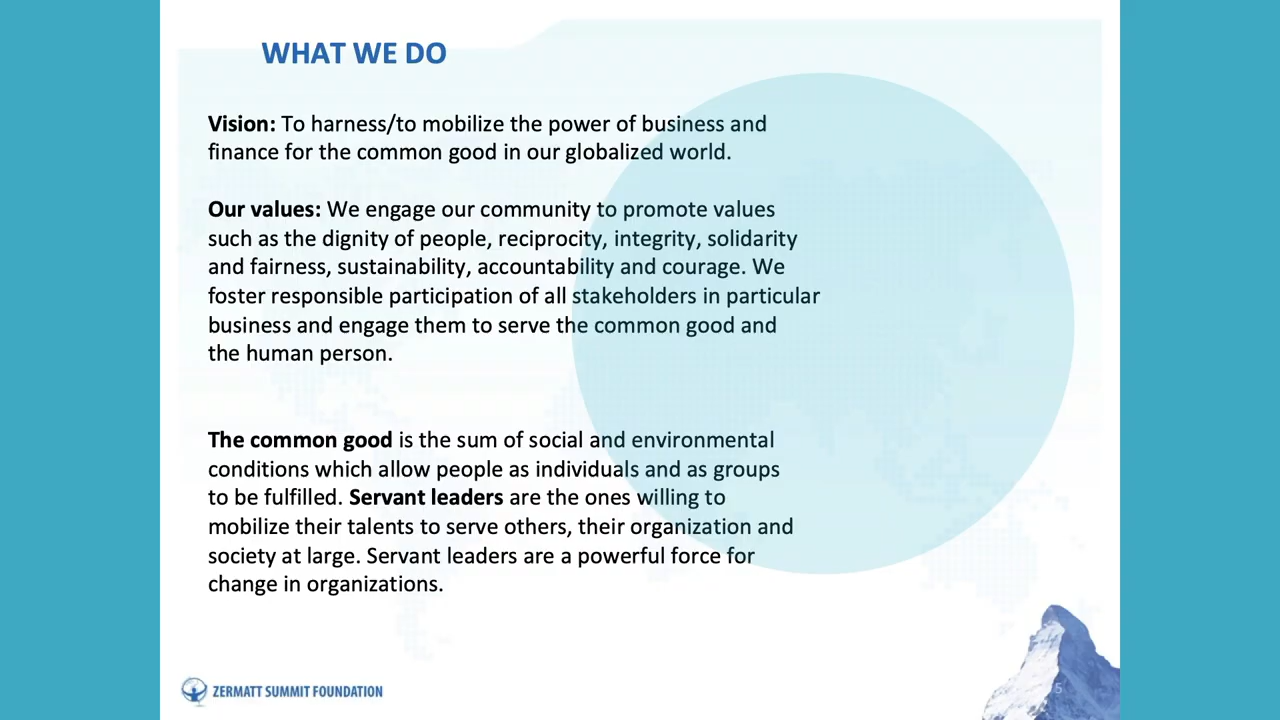 WHAT WE DO
Vision: To harness/to mobilize the power of business and
finance for the common good in our globalized world.
Our values: We engage our community to promote values
such as the dignity of people, reciprocity, integrity, solidarity
and fairness, sustainability, accountability and courage. We
foster responsible participation of all stakeholders in particular
business and engage them to serve the common good and
the human person.
The common good is the sum of social and environmental
conditions which allow people as individuals and as groups
to be fulfilled. Servant leaders are the ones willing to
mobilize their talents to serve others, their organization and
society at large. Servant leaders are a powerful force for
change in organizations.
ZERMATT SUMMIT FOUNDATION
5